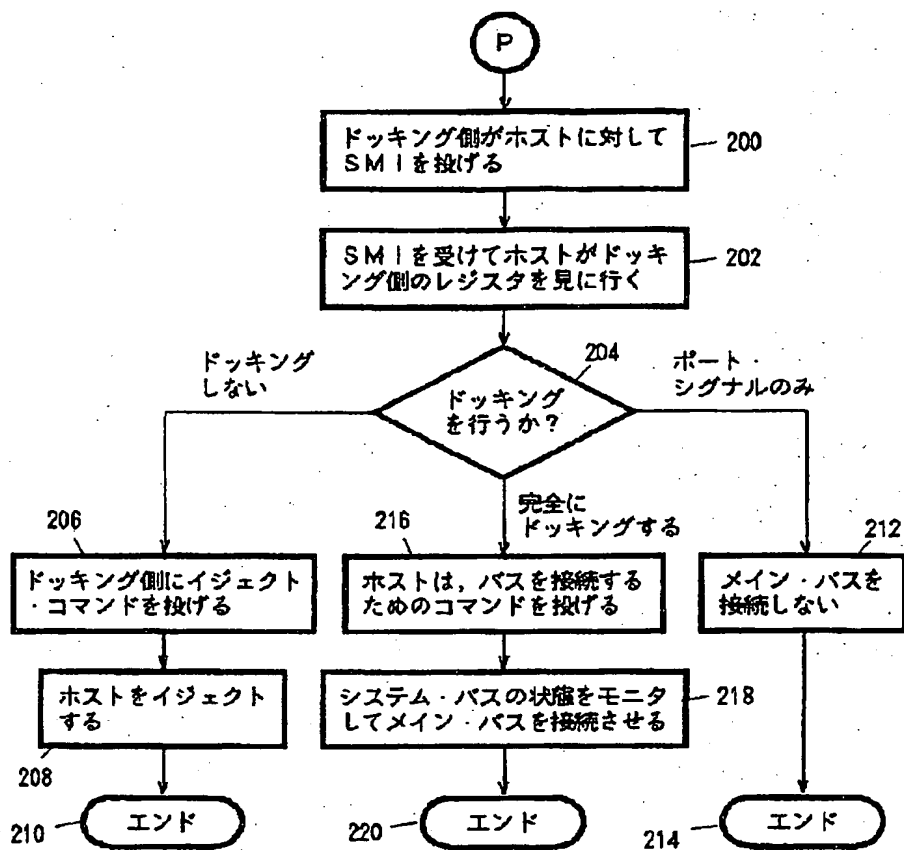 P
ドッキング側がホストに対して
SMIを投げる
200
SMIを受けてホストがドッキ
ング側のレジスタを見に行く
202
204
ドッキング
を行うか?
ドッキング
しない
ポート・
シグナルのみ
完全に
ドッキングする
206
ドッキング側にイジェクト
・コマンドを投げる
216
ホストは,バスを接続する
ためのコマンドを投げる
212
メイン・バスを
接続しない
ホストをイジェクト
する
208
システム・バスの状態をモニタ
してメイン・バスを接続させる
218
210
エンド
220
エンド
214
エンド